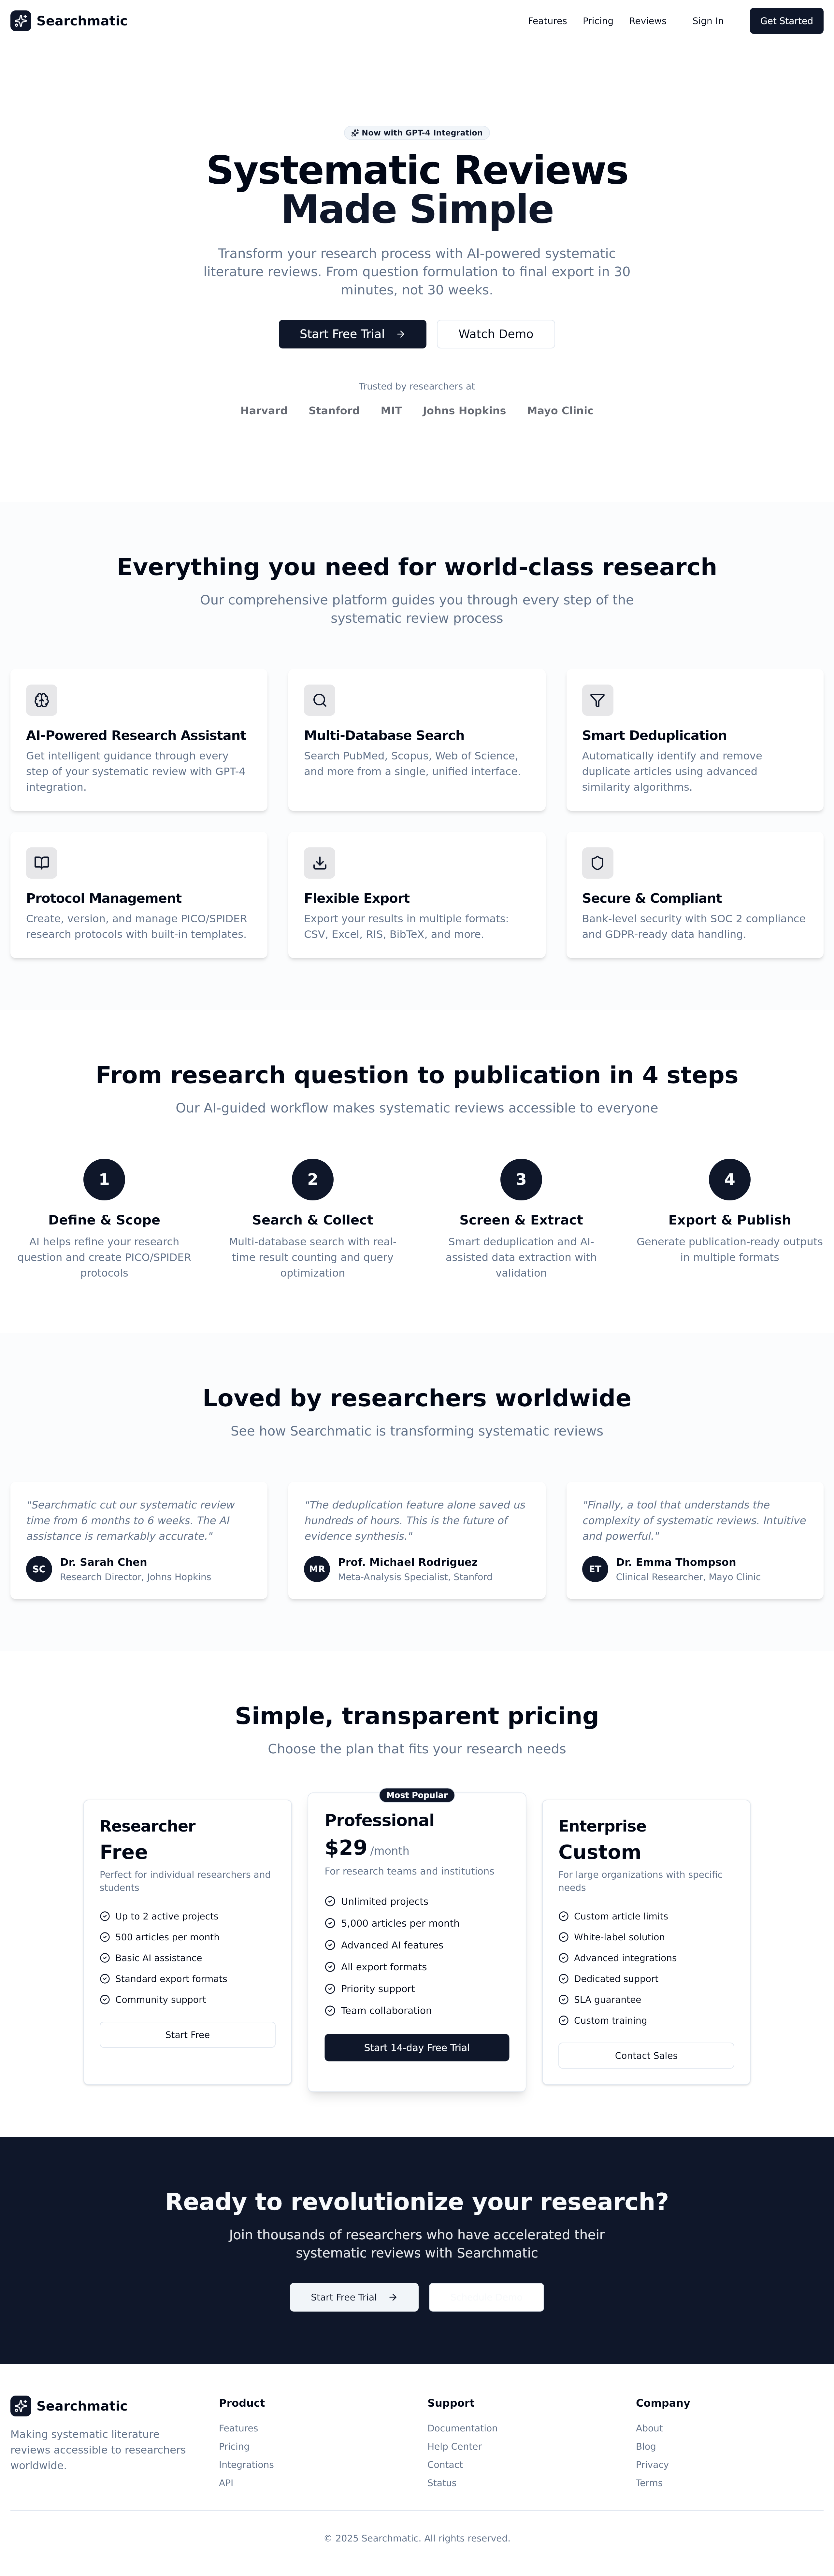 Searchmatic
Features
Pricing
Reviews
Sign In
Get Started
Now with GPT-4 Integration
Systematic Reviews
Made Simple
Transform your research process with AI-powered systematic
literature reviews. From question formulation to final export in 30
minutes, not 30 weeks.
Start Free Trial
Watch Demo
Trusted by researchers at
Harvard
Stanford
MIT
Johns Hopkins
Mayo Clinic
Everything you need for world-class research
Our comprehensive platform guides you through every step of the
systematic review process
AI-Powered Research Assistant
Get intelligent guidance through every
step of your systematic review with GPT-4
integration.
Multi-Database Search
Search PubMed, Scopus, Web of Science,
and more from a single, unified interface.
Smart Deduplication
Automatically identify and remove
duplicate articles using advanced
similarity algorithms.
Protocol Management
Create, version, and manage PICO/SPIDER
research protocols with built-in templates.
Flexible Export
Export your results in multiple formats:
CSV, Excel, RIS, BibTeX, and more.
Secure & Compliant
Bank-level security with SOC 2 compliance
and GDPR-ready data handling.
From research question to publication in 4 steps
Our AI-guided workflow makes systematic reviews accessible to everyone
1
Define & Scope
AI helps refine your research
question and create PICO/SPIDER
protocols
2
Search & Collect
Multi-database search with real-
time result counting and query
optimization
3
Screen & Extract
Smart deduplication and AI-
assisted data extraction with
validation
4
Export & Publish
Generate publication-ready outputs
in multiple formats
Loved by researchers worldwide
See how Searchmatic is transforming systematic reviews
"Searchmatic cut our systematic review
time from 6 months to 6 weeks. The AI
assistance is remarkably accurate."
SC
Dr. Sarah Chen
Research Director, Johns Hopkins
"The deduplication feature alone saved us
hundreds of hours. This is the future of
evidence synthesis."
MR
Prof. Michael Rodriguez
Meta-Analysis Specialist, Stanford
"Finally, a tool that understands the
complexity of systematic reviews. Intuitive
and powerful."
ET
Dr. Emma Thompson
Clinical Researcher, Mayo Clinic
Simple, transparent pricing
Choose the plan that fits your research needs
Researcher
Free
Perfect for individual researchers and
students
Up to 2 active projects
500 articles per month
Basic AI assistance
Standard export formats
Community support
Start Free
Most Popular
Professional
$29 /month
For research teams and institutions
Unlimited projects
5,000 articles per month
Advanced AI features
All export formats
Priority support
Team collaboration
Start 14-day Free Trial
Enterprise
Custom
For large organizations with specific
needs
Custom article limits
White-label solution
Advanced integrations
Dedicated support
SLA guarantee
Custom training
Contact Sales
Ready to revolutionize your research?
Join thousands of researchers who have accelerated their
systematic reviews with Searchmatic
Start Free Trial
Searchmatic
Making systematic literature
reviews accessible to researchers
worldwide.
Product
Features
Pricing
Integrations
API
Support
Documentation
Help Center
Contact
Status
Company
About
Blog
Privacy
Terms
© 2025 Searchmatic. All rights reserved.